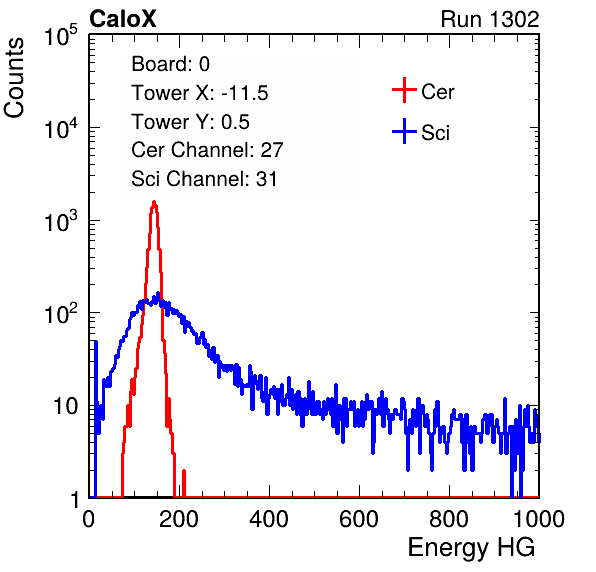 CaloX Run 1302
10^5
Counts
Board: 0
Tower X: -11.5
Tower Y: 0.5
Cer Channel: 27
Sci Channel: 31
Cer
Sci
10^4
10^3
10^2
10
1
0 200 400 600 800 1000
Energy HG